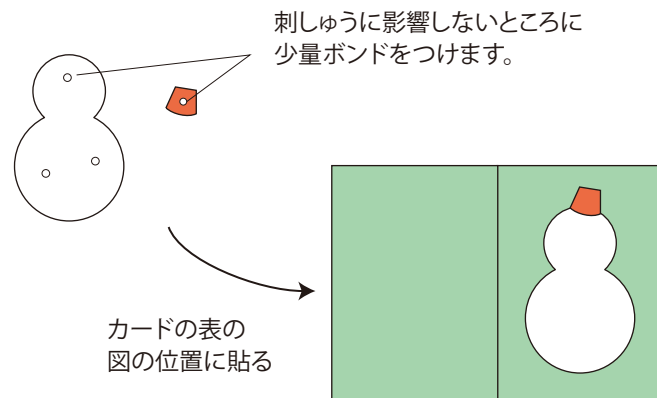 刺しゅうに影響しないところに
少量ボンドをつけます。
カードの表の
図の位置に貼る